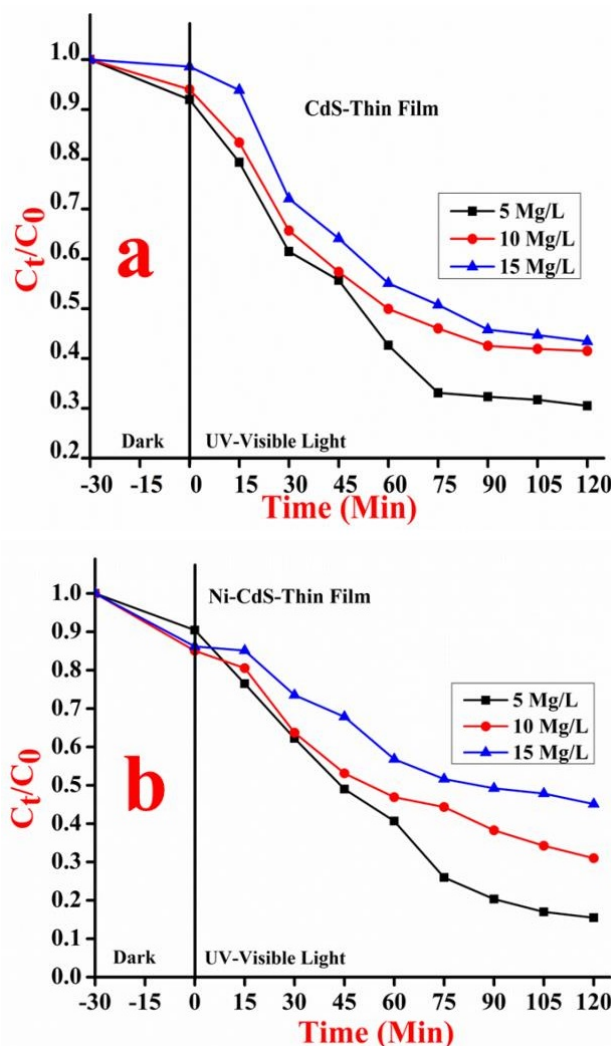 1.0
0.9
0.8
0.7
0.6
0.5
0.4
0.3
0.2
Ct/C0
CdS-Thin Film
a
5 Mg/L
10 Mg/L
15 Mg/L
Dark
UV-Visible Light
-30 -15 0 15 30 45 60 75 90 105 120
Time (Min)
1.0
0.9
0.8
0.7
0.6
0.5
0.4
0.3
0.2
0.1
0.0
Ct/C0
Ni-CdS-Thin Film
b
5 Mg/L
10 Mg/L
15 Mg/L
Dark
UV-Visible Light
-30 -15 0 15 30 45 60 75 90 105 120
Time (Min)